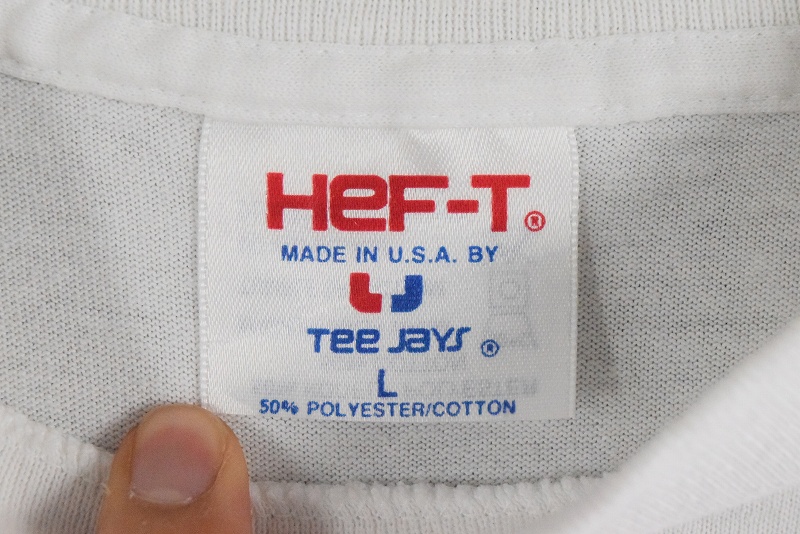 HEF-T®
MADE IN U.S.A. BY
TEE JAYS®
L
50% POLYESTER/COTTON